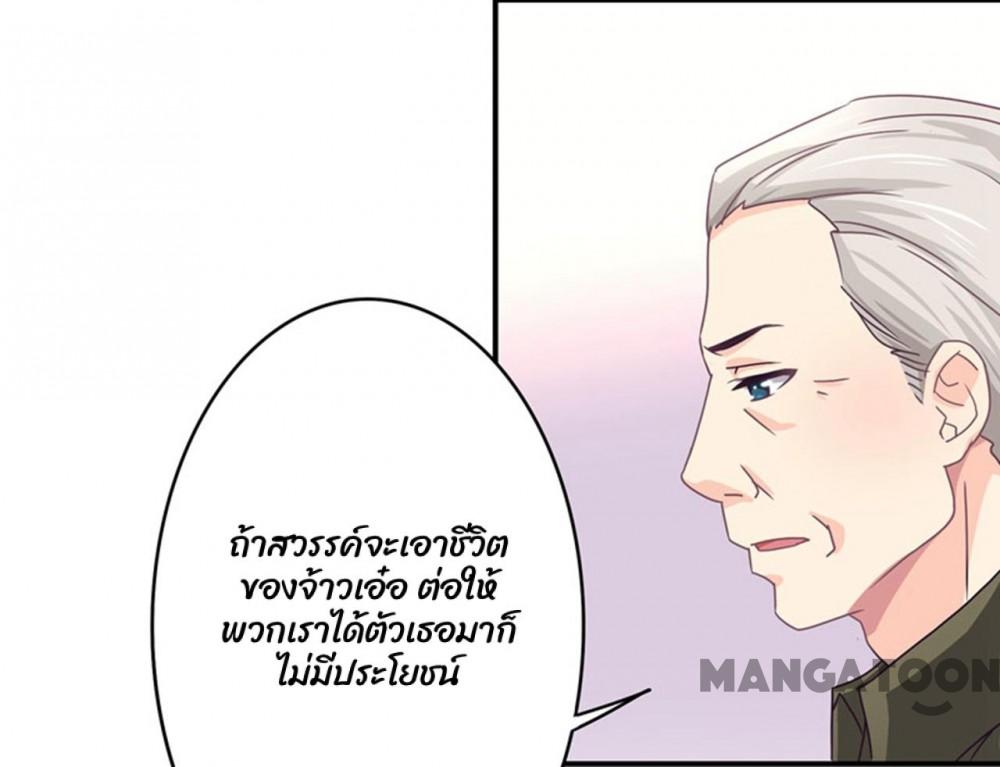 ถ้าสวรรค์จะเอาชีวิต
ของจ้าวเอ๋อ ต่อให้
พวกเราได้ตัวเธอมาก็
ไม่มีประโยชน์
MANGATOON